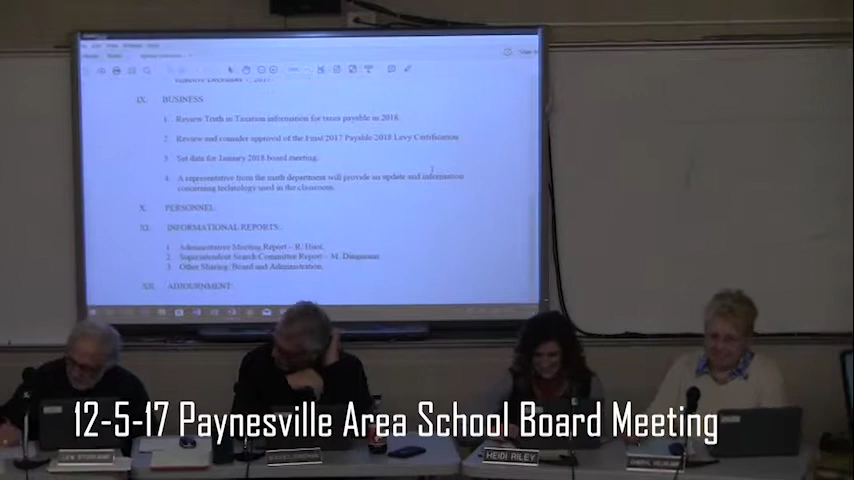 IX. BUSINESS
1. Review Truth in Taxation information for taxes payable in 2018.
2. Review and consider approval of the Final 2017 Payable 2018 Levy Certification
3. Set date for January 2018 board meeting.
4. A representative from the math department will provide an update and information
concerning technology used in the classroom.
X. PERSONNEL
XI. INFORMATIONAL REPORTS
1. Administrative Meeting Report – R. Huot,
2. Superintendent Search Committee Report – M.
3. Other Sharing: Board and Administration,
XII. ADJOURNMENT
12-5-17 Paynesville Area School Board Meeting
HEIDI RILEY